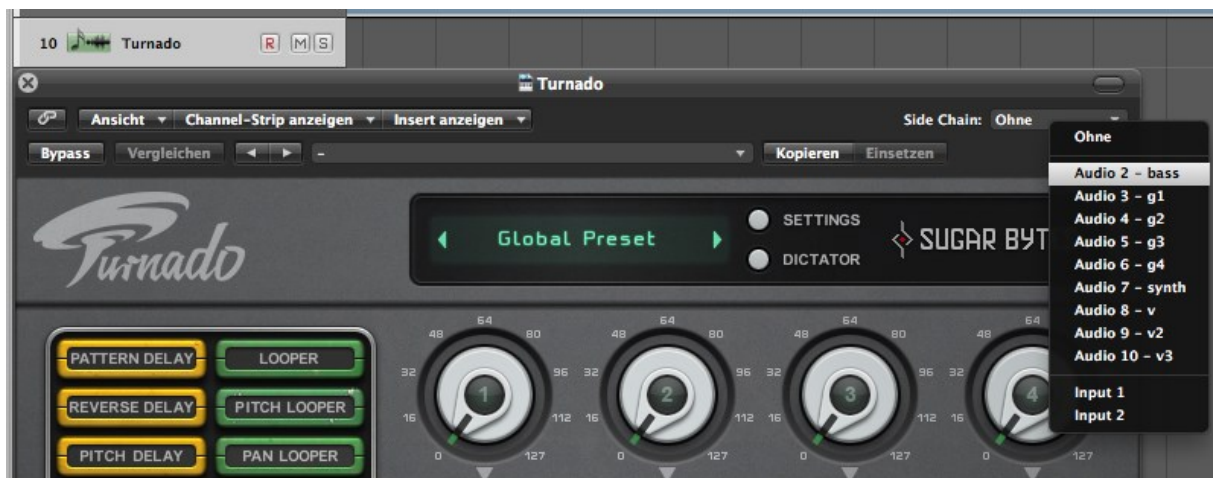 10 Turnado R M S
Turnado
Ansicht Channel-Strip anzeigen Insert anzeigen Side Chain: Ohne
Bypass Vergleichen - Kopieren Einsetzen
Ohne
Audio 2 - bass
Audio 3 - g1
Audio 4 - g2
Audio 5 - g3
Audio 6 - g4
Audio 7 - synth
Audio 8 - v
Audio 9 - v2
Audio 10 - v3
Input 1
Input 2
Turnado
Global Preset
SETTINGS
DICTATOR
SUGAR BYT
PATTERN DELAY LOOPER
REVERSE DELAY PITCH LOOPER
PITCH DELAY PAN LOOPER
64 64 64 64
48 80 48 80 48 80 48
32 96 32 96 32 96 32
1 2 3 4
16 112 16 112 16 112 16
0 127 0 127 0 127 0 127